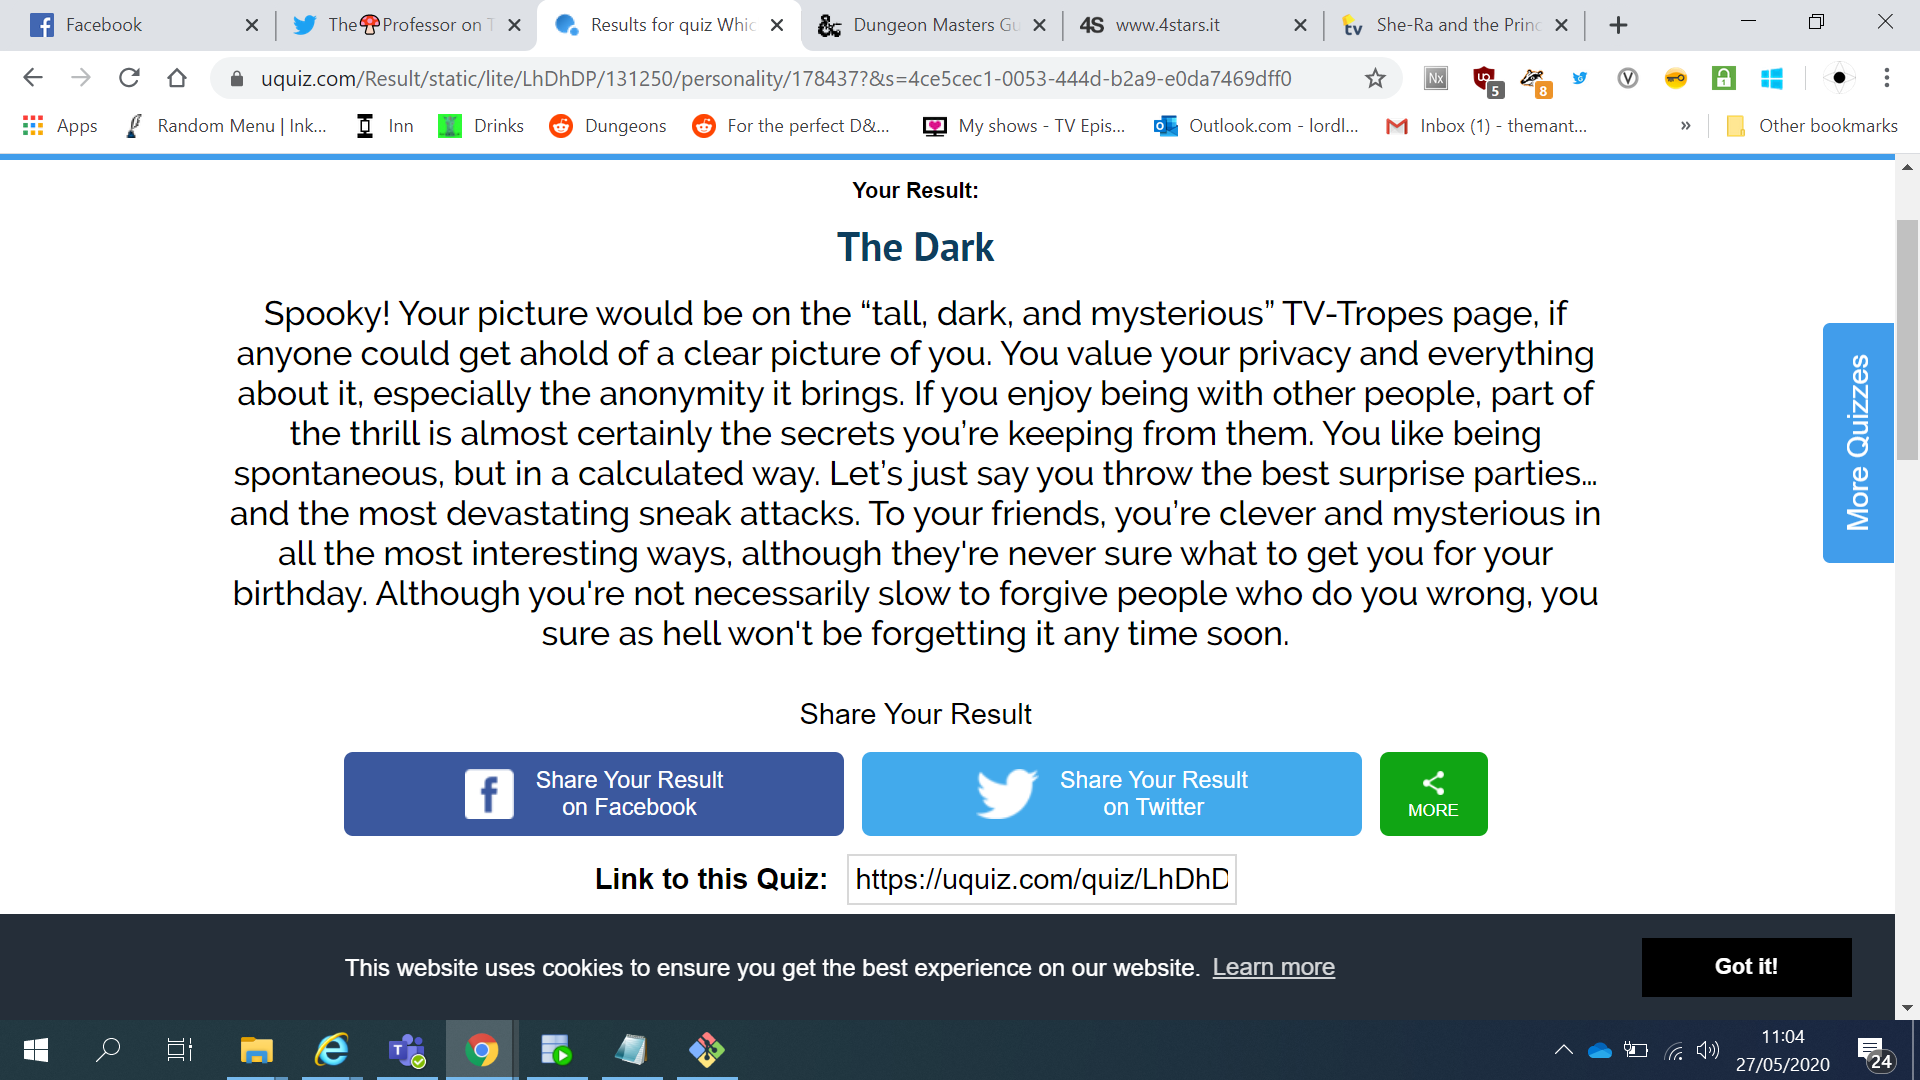 Facebook
The🍄Professor on T
Results for quiz Whic
Dungeon Masters Gu
4S www.4stars.it
tv She-Ra and the Princ
uquiz.com/Result/static/lite/LhDhDP/131250/personality/178437?&s=4ce5cec1-0053-444d-b2a9-e0da7469dff0
Nx
5
8
Apps
Random Menu | Ink...
Inn
Drinks
Dungeons
For the perfect D&...
My shows - TV Epis...
Outlook.com - lordl...
Inbox (1) - themant...
»
Other bookmarks
Your Result:
The Dark
Spooky! Your picture would be on the “tall, dark, and mysterious” TV-Tropes page, if
anyone could get ahold of a clear picture of you. You value your privacy and everything
about it, especially the anonymity it brings. If you enjoy being with other people, part of
the thrill is almost certainly the secrets you’re keeping from them. You like being
spontaneous, but in a calculated way. Let’s just say you throw the best surprise parties...
and the most devastating sneak attacks. To your friends, you’re clever and mysterious in
all the most interesting ways, although they're never sure what to get you for your
birthday. Although you're not necessarily slow to forgive people who do you wrong, you
sure as hell won't be forgetting it any time soon.
More Quizzes
Share Your Result
Share Your Result
on Facebook
Share Your Result
on Twitter
MORE
Link to this Quiz: https://uquiz.com/quiz/LhDhD
This website uses cookies to ensure you get the best experience on our website. Learn more
Got it!
11:04
27/05/2020
24